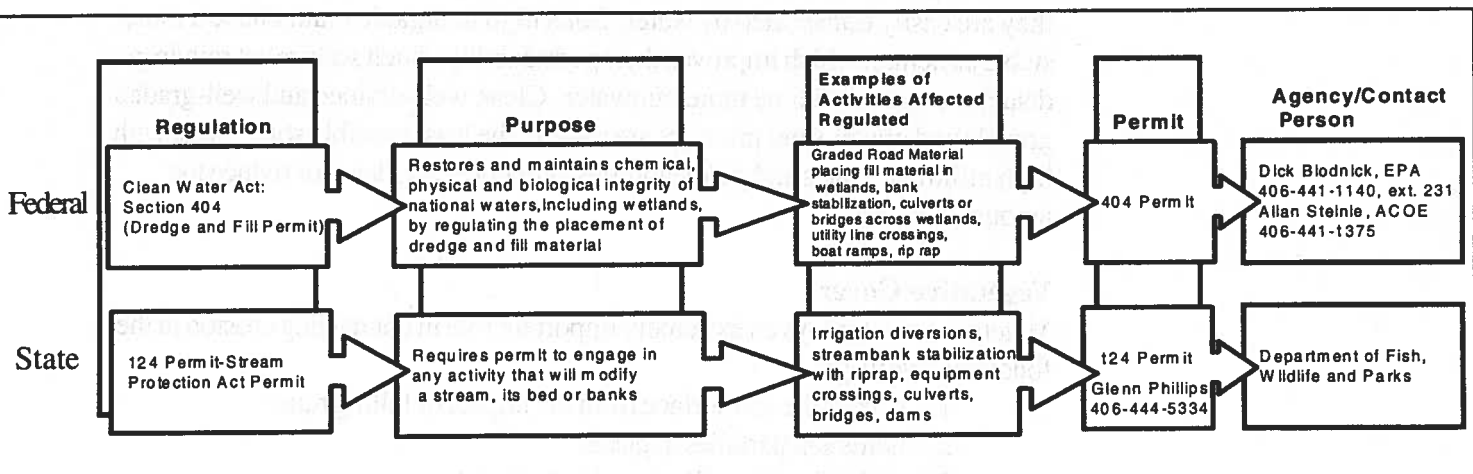 Regulation
Purpose
Examples of
Activities Affected
Regulated
Permit
Agency/Contact
Person
Federal
Clean Water Act:
Section 404
(Dredge and Fill Permit)
Restores and maintains chemical,
physical and biological integrity of
national waters,including wetlands,
by regulating the placement of
dredge and fill material
Graded Road Material
placing fill material in
wetlands, bank
stabilization, culverts or
bridges across wetlands,
utility line crossings,
boat ramps, rip rap
404 Permit
Dick Blodnick, EPA
406-441-1140, ext. 231
Allan Steinle, ACOE
406-441-1375
State
124 Permit-Stream
Protection Act Permit
Requires permit to engage in
any activity that will modify
a stream, its bed or banks
Irrigation diversions,
streambank stabilization
with riprap, equipment
crossings, culverts,
bridges, dams
124 Permit
Glenn Phillips
406-444-5334
Department of Fish,
Wildlife and Parks
Vegetative Cover